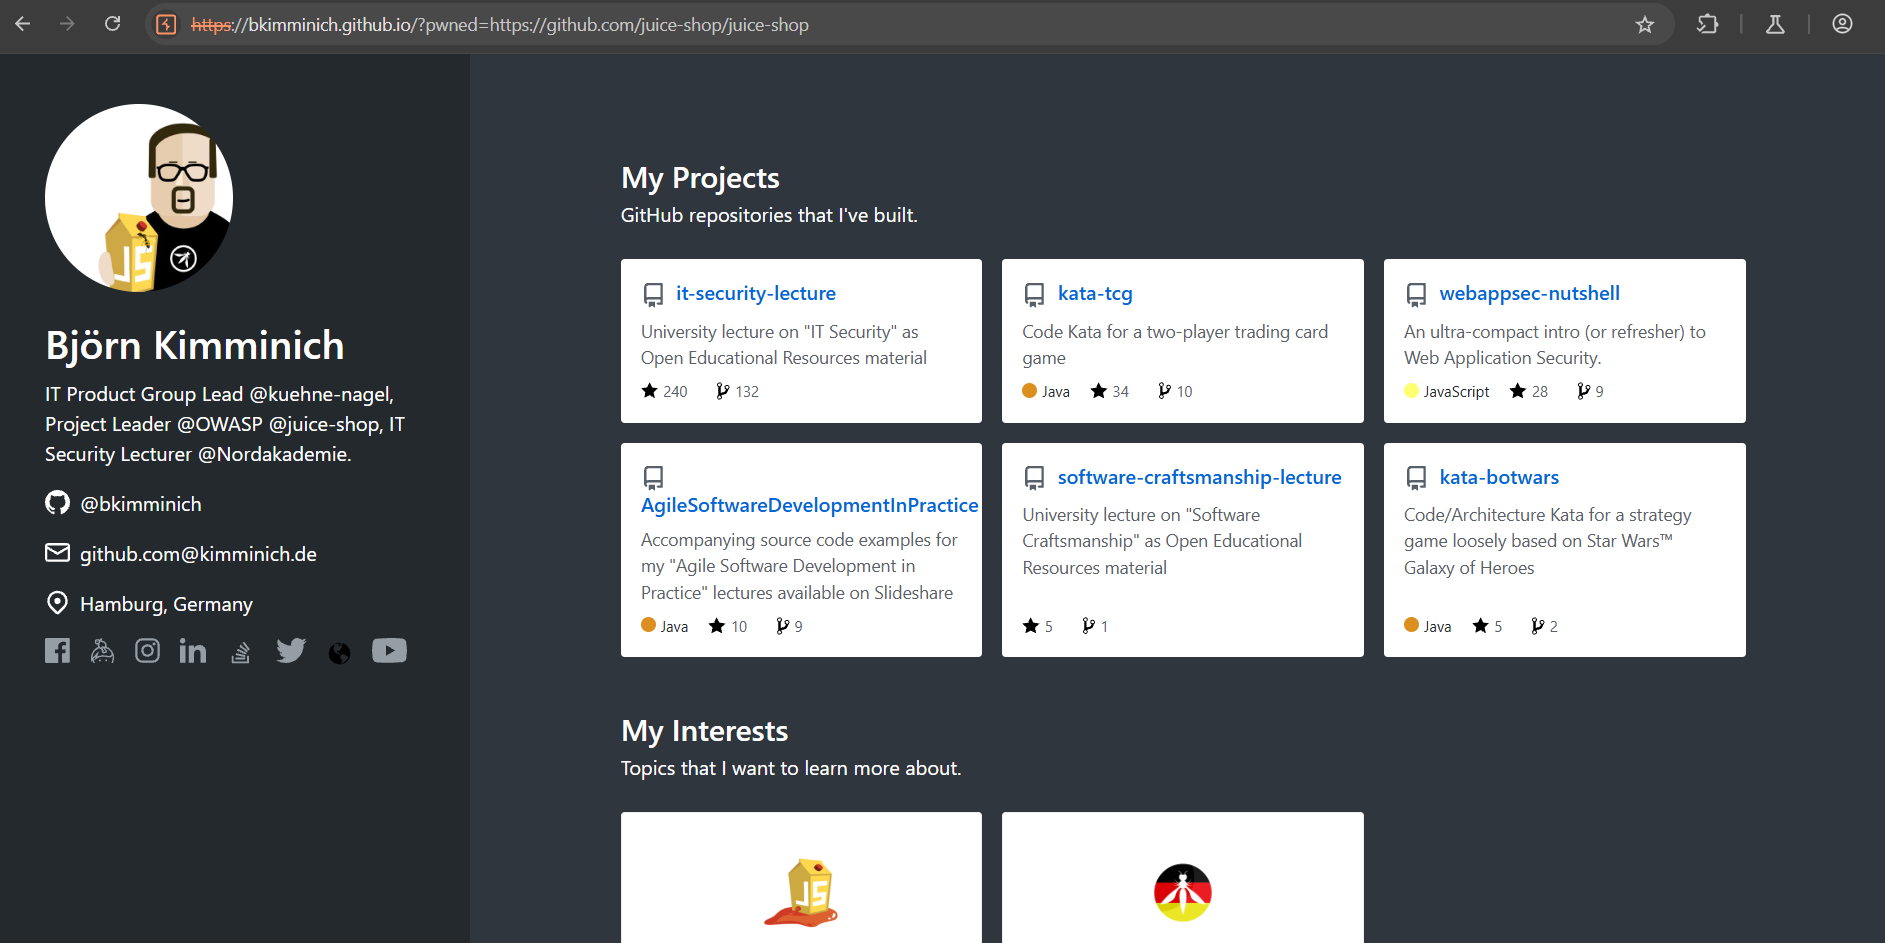 https://bkimminich.github.io/?pwned=https://github.com/juice-shop/juice-shop
JS
Björn Kimminich
IT Product Group Lead @kuehne-nagel,
Project Leader @OWASP @juice-shop, IT
Security Lecturer @Nordakademie.
@bkimminich
github.com@kimminich.de
Hamburg, Germany
My Projects
GitHub repositories that I've built.
it-security-lecture
University lecture on "IT Security" as
Open Educational Resources material
240 132
kata-tcg
Code Kata for a two-player trading card
game
Java 34 10
webappsec-nutshell
An ultra-compact intro (or refresher) to
Web Application Security.
JavaScript 28 9
AgileSoftwareDevelopmentInPractice
Accompanying source code examples for
my "Agile Software Development in
Practice" lectures available on Slideshare
Java 10 9
software-craftsmanship-lecture
University lecture on "Software
Craftsmanship" as Open Educational
Resources material
5 1
kata-botwars
Code/Architecture Kata for a strategy
game loosely based on Star Wars™
Galaxy of Heroes
Java 5 2
My Interests
Topics that I want to learn more about.
JS